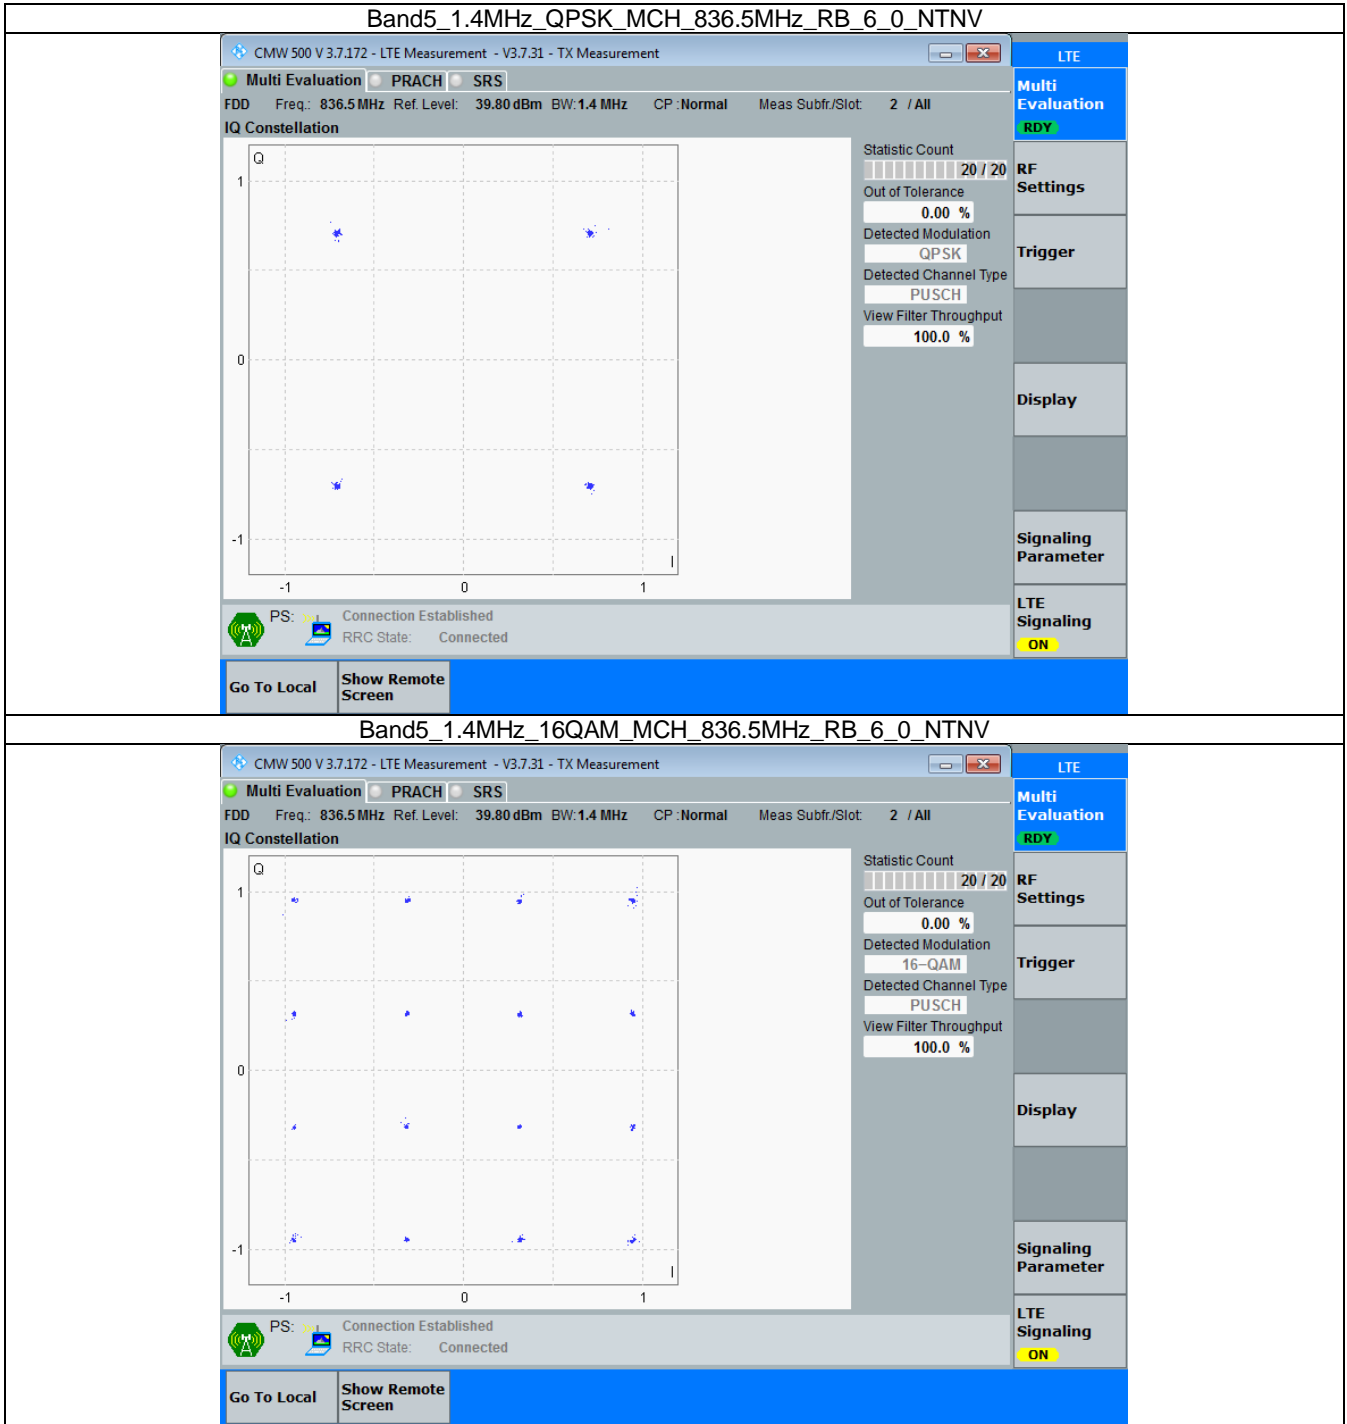 Band5_1.4MHz_QPSK_MCH_836.5MHz_RB_6_0_NTNV
CMW 500 V 3.7.172 - LTE Measurement - V3.7.31 - TX Measurement
LTE
Multi Evaluation PRACH SRS
Multi
Evaluation
RDY
FDD Freq.: 836.5 MHz Ref. Level: 39.80 dBm BW: 1.4 MHz CP : Normal Meas Subfr./Slot: 2 / All
IQ Constellation
Q
1
0
-1
I
-1 0 1
Statistic Count
20 / 20
Out of Tolerance
0.00 %
Detected Modulation
QPSK
Detected Channel Type
PUSCH
View Filter Throughput
100.0 %
RF
Settings
Trigger
Display
Signaling
Parameter
LTE
Signaling
ON
PS: Connection Established
RRC State: Connected
Go To Local
Show Remote
Screen
Band5_1.4MHz_16QAM_MCH_836.5MHz_RB_6_0_NTNV
CMW 500 V 3.7.172 - LTE Measurement - V3.7.31 - TX Measurement
LTE
Multi Evaluation PRACH SRS
Multi
Evaluation
RDY
FDD Freq.: 836.5 MHz Ref. Level: 39.80 dBm BW: 1.4 MHz CP : Normal Meas Subfr./Slot: 2 / All
IQ Constellation
Q
1
0
-1
I
-1 0 1
Statistic Count
20 / 20
Out of Tolerance
0.00 %
Detected Modulation
16-QAM
Detected Channel Type
PUSCH
View Filter Throughput
100.0 %
RF
Settings
Trigger
Display
Signaling
Parameter
LTE
Signaling
ON
PS: Connection Established
RRC State: Connected
Go To Local
Show Remote
Screen